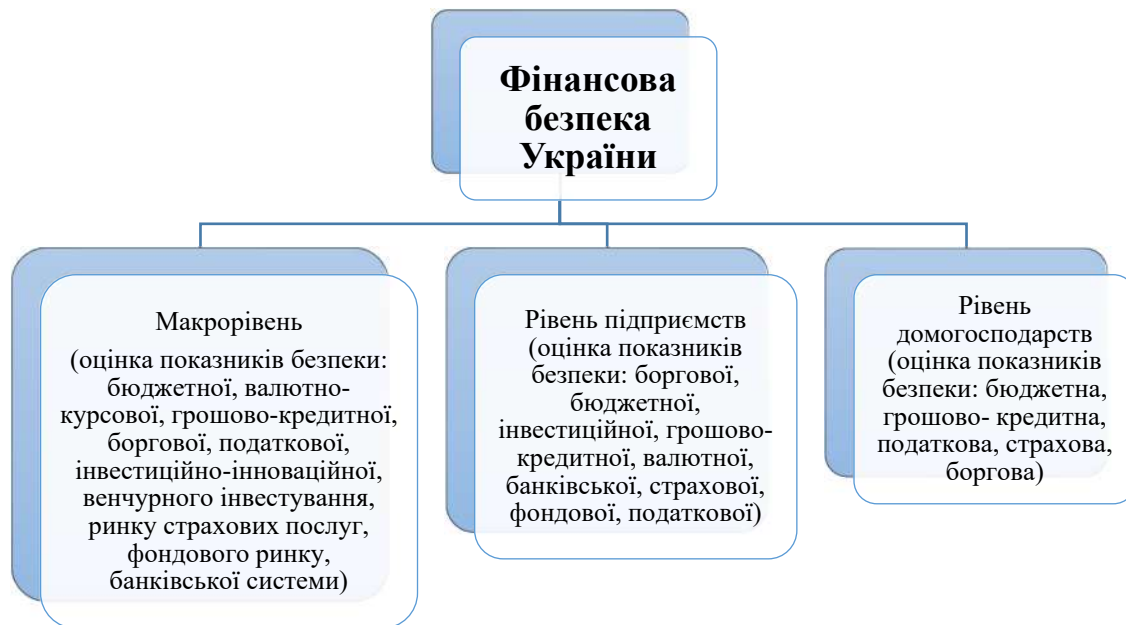 Фінансова
безпека
України
Макрорівень
(оцінка показників безпеки:
бюджетної, валютно-
курсової, грошово-кредитної,
боргової, податкової,
інвестиційно-інноваційної,
венчурного інвестування,
ринку страхових послуг,
фондового ринку,
банківської системи)
Рівень підприємств
(оцінка показників
безпеки: боргової,
бюджетної,
інвестиційної, грошово-
кредитної, валютної,
банківської, страхової,
фондової, податкової)
Рівень
домогосподарств
(оцінка показників
безпеки: бюджетна,
грошово- кредитна,
податкова, страхова,
боргова)